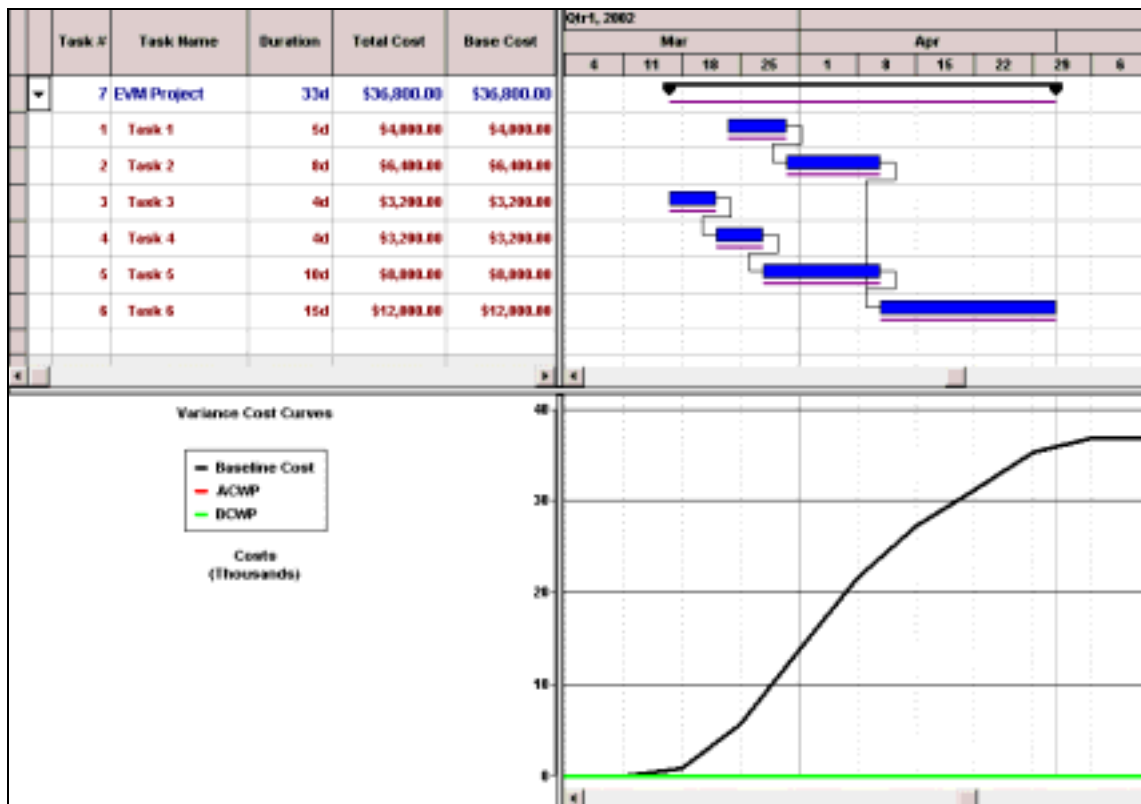 Qtr1, 2002
Mar Apr
4 11 18 25 1 8 15 22 29 6
Task # Task Name Duration Total Cost Base Cost
7 EVM Project 33d $36,800.00 $36,800.00
1 Task 1 5d $4,000.00 $4,000.00
2 Task 2 8d $6,400.00 $6,400.00
3 Task 3 4d $3,200.00 $3,200.00
4 Task 4 4d $3,200.00 $3,200.00
5 Task 5 10d $8,000.00 $8,000.00
6 Task 6 15d $12,000.00 $12,000.00
Variance Cost Curves
Baseline Cost
ACWP
BCWP
Costs
(Thousands)
40
30
20
10
0